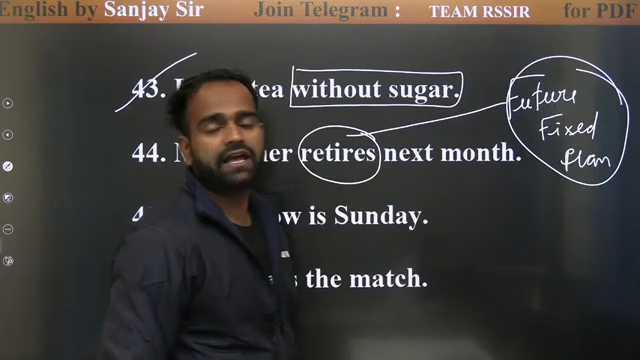 English by Sanjay Sir Join Telegram : TEAM RSSIR for PDF
43. tea without sugar.
44. retires next month.
is Sunday.
the match.
Future
Fixed
plan